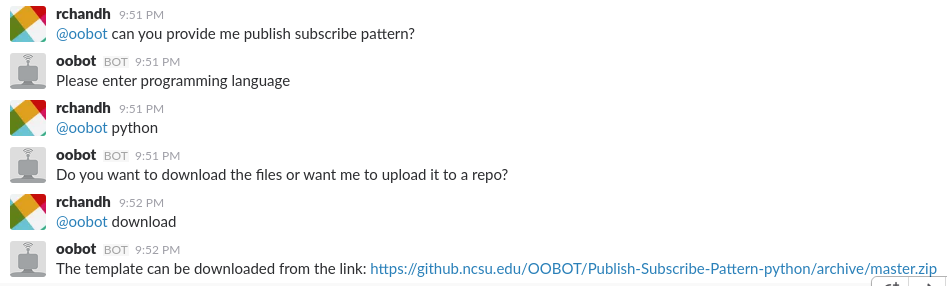 rchandh 9:51 PM
@oobot can you provide me publish subscribe pattern?
oobot BOT 9:51 PM
Please enter programming language
rchandh 9:51 PM
@oobot python
oobot BOT 9:51 PM
Do you want to download the files or want me to upload it to a repo?
rchandh 9:52 PM
@oobot download
oobot BOT 9:52 PM
The template can be downloaded from the link: https://github.ncsu.edu/OOBOT/Publish-Subscribe-Pattern-python/archive/master.zip